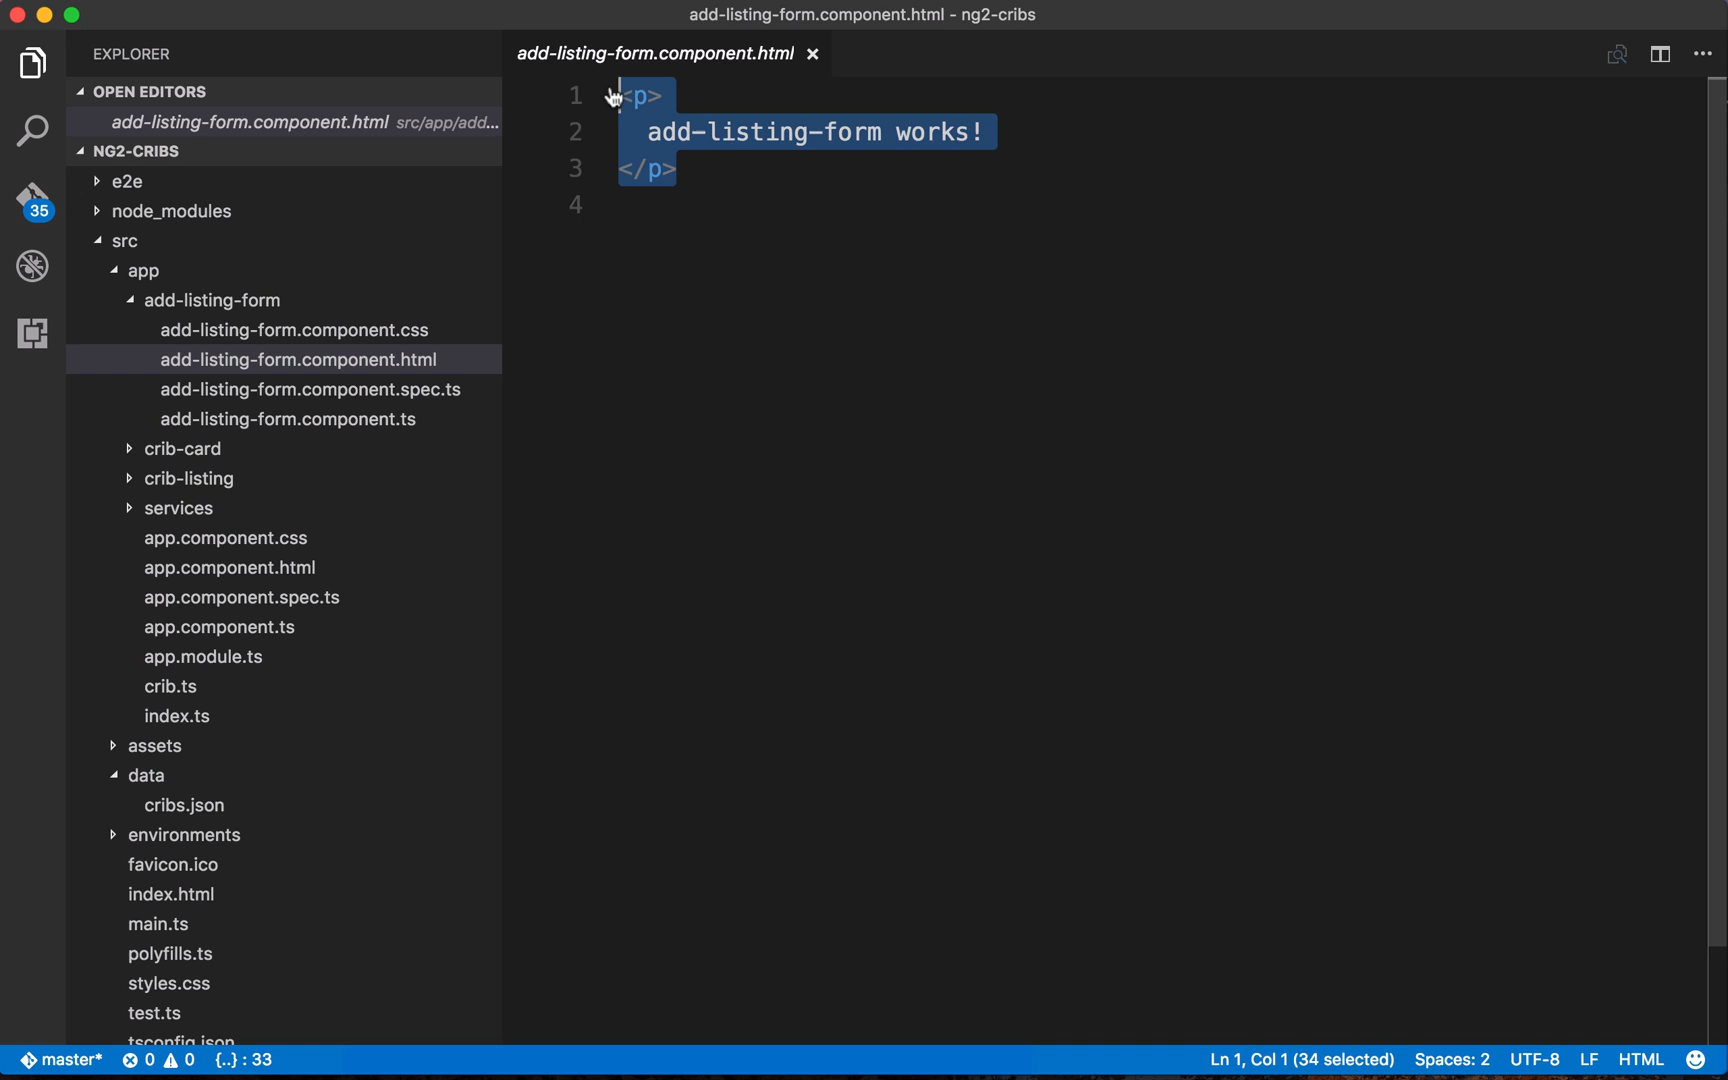 add-listing-form.component.html - ng2-cribs
EXPLORER
add-listing-form.component.html
OPEN EDITORS
add-listing-form.component.html src/app/add...
NG2-CRIBS
e2e
node_modules
src
app
add-listing-form
add-listing-form.component.css
add-listing-form.component.html
add-listing-form.component.spec.ts
add-listing-form.component.ts
crib-card
crib-listing
services
app.component.css
app.component.html
app.component.spec.ts
app.component.ts
app.module.ts
crib.ts
index.ts
assets
data
cribs.json
environments
favicon.ico
index.html
main.ts
polyfills.ts
styles.css
test.ts
tsconfig.json
35
1 <p>
2 add-listing-form works!
3 </p>
4
master* 0 0 {..} : 33 Ln 1, Col 1 (34 selected) Spaces: 2 UTF-8 LF HTML